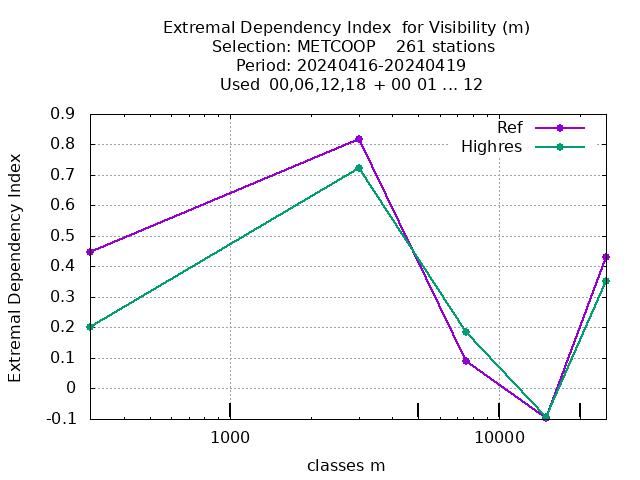 Extremal Dependency Index  for Visibility (m)
Selection: METCOOP    261 stations
Period: 20240416-20240419
Used  00,06,12,18  + 00 01 ... 12
Extremal Dependency Index
0.9
0.8
0.7
0.6
0.5
0.4
0.3
0.2
0.1
0
-0.1
Ref
Highres
1000
10000
classes m